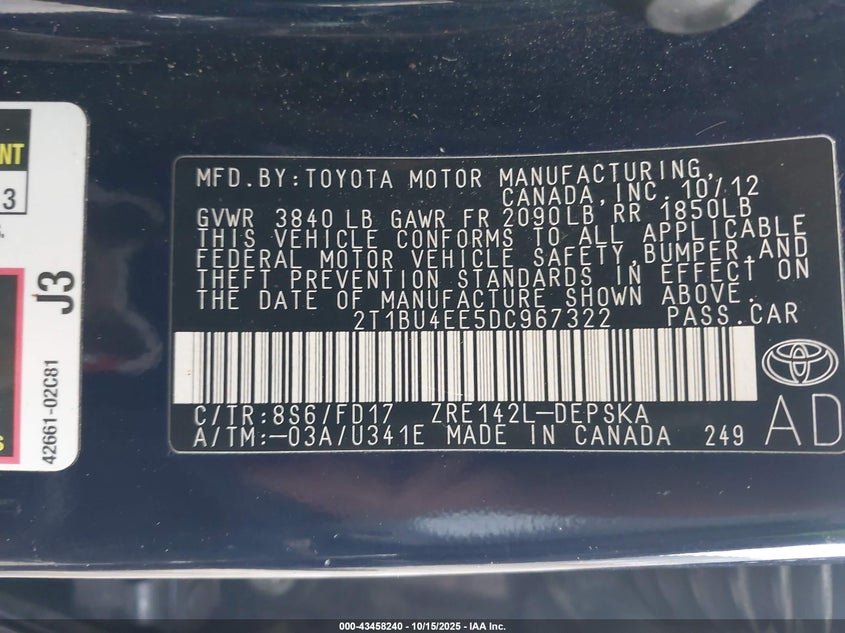 NT
3
J3
42661-02C81
S
MFD.BY:TOYOTA MOTOR MANUFACTURING,
CANADA,INC. 10/12
GVWR 3840 LB GAWR FR 2090LB RR 1850LB
THIS VEHICLE CONFORMS TO ALL APPLICABLE
FEDERAL MOTOR VEHICLE SAFETY,BUMPER,AND
THEFT PREVENTION STANDARDS IN EFFECT ON
THE DATE OF MANUFACTURE SHOWN ABOVE.
2T1BU4EE5DC967322 PASS.CAR
C/TR:8S6/FD17 ZRE142L-DEPSKA
A/TM:-03A/U341E MADE IN CANADA 249
AD
000-43458240 - 10/15/2025 - IAA Inc.